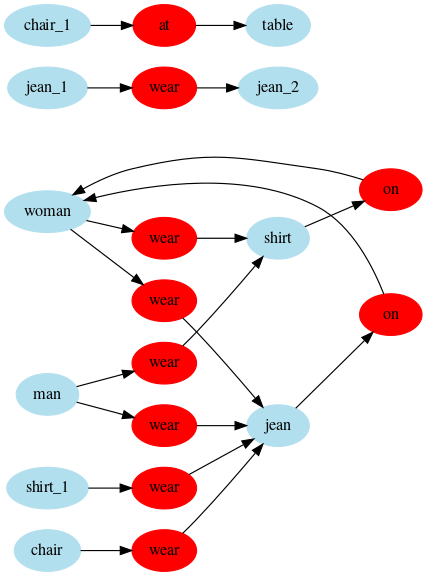 chair_1 at table
jean_1 wear jean_2
on
woman
wear shirt
wear
on
wear
man
wear jean
shirt_1 wear
chair wear